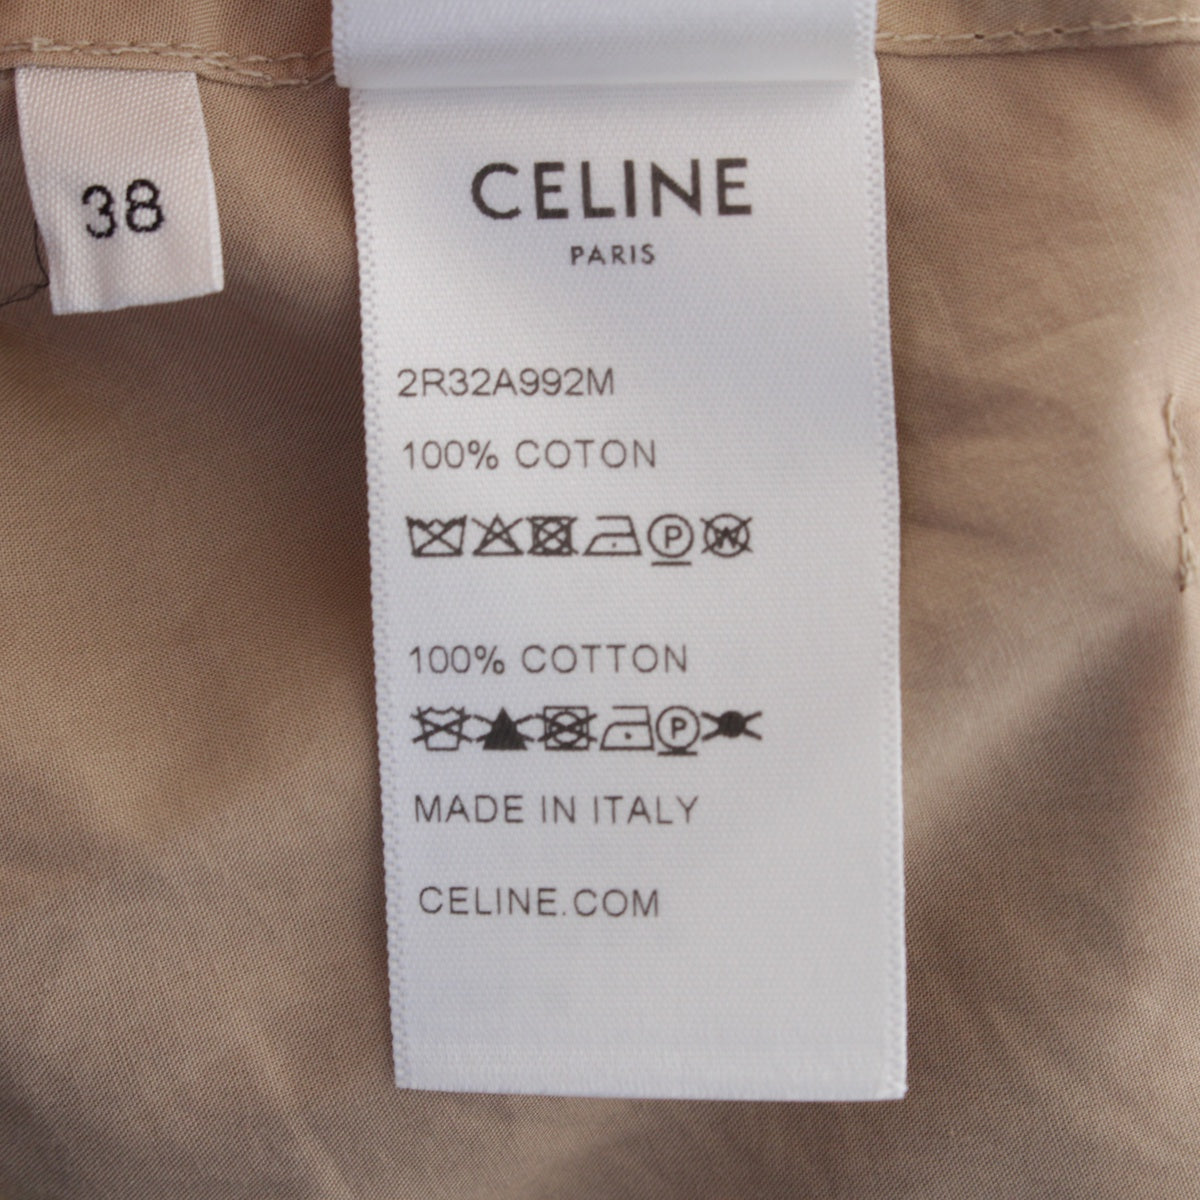 38
CELINE
PARIS
2R32A992M
100% COTON
P W
100% COTTON
P
MADE IN ITALY
CELINE.COM